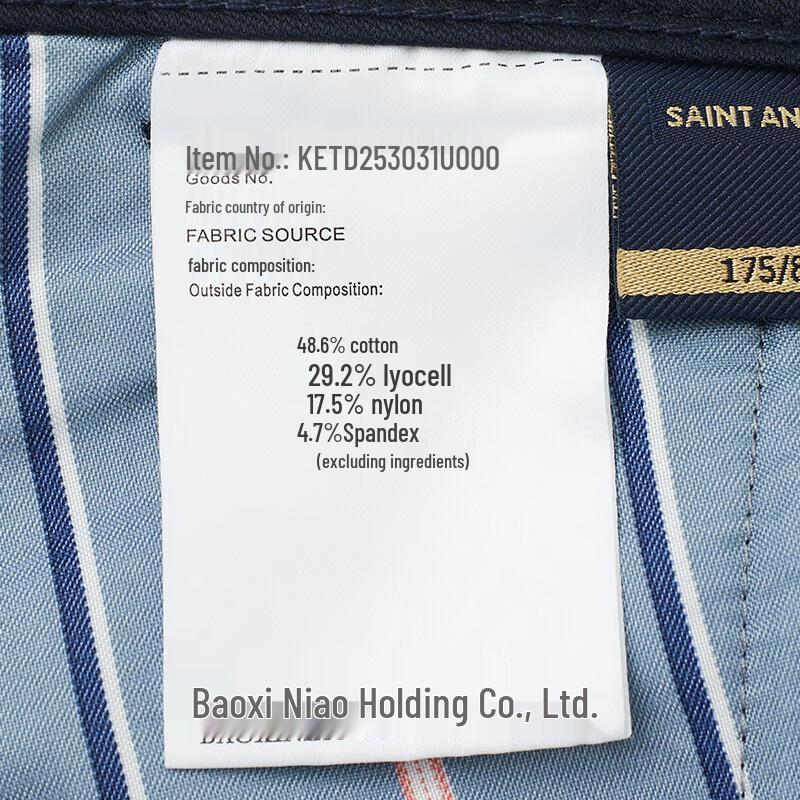 Item No.: KETD253031U000
Goods No.
Fabric country of origin:
FABRIC SOURCE
fabric composition:
Outside Fabric Composition:
48.6% cotton
29.2% lyocell
17.5% nylon
4.7%Spandex
(excluding ingredients)
Baoxi Niao Holding Co., Ltd.
SAINT AN
175/8